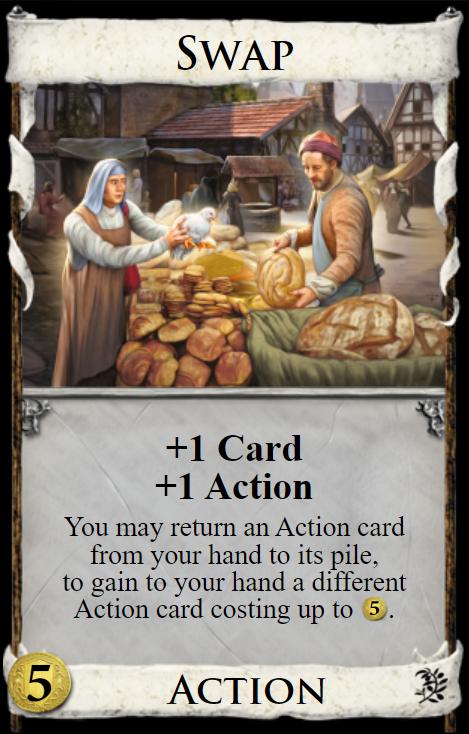 SWAP
+1 Card
+1 Action
You may return an Action card
from your hand to its pile,
to gain to your hand a different
Action card costing up to 5.
5
ACTION